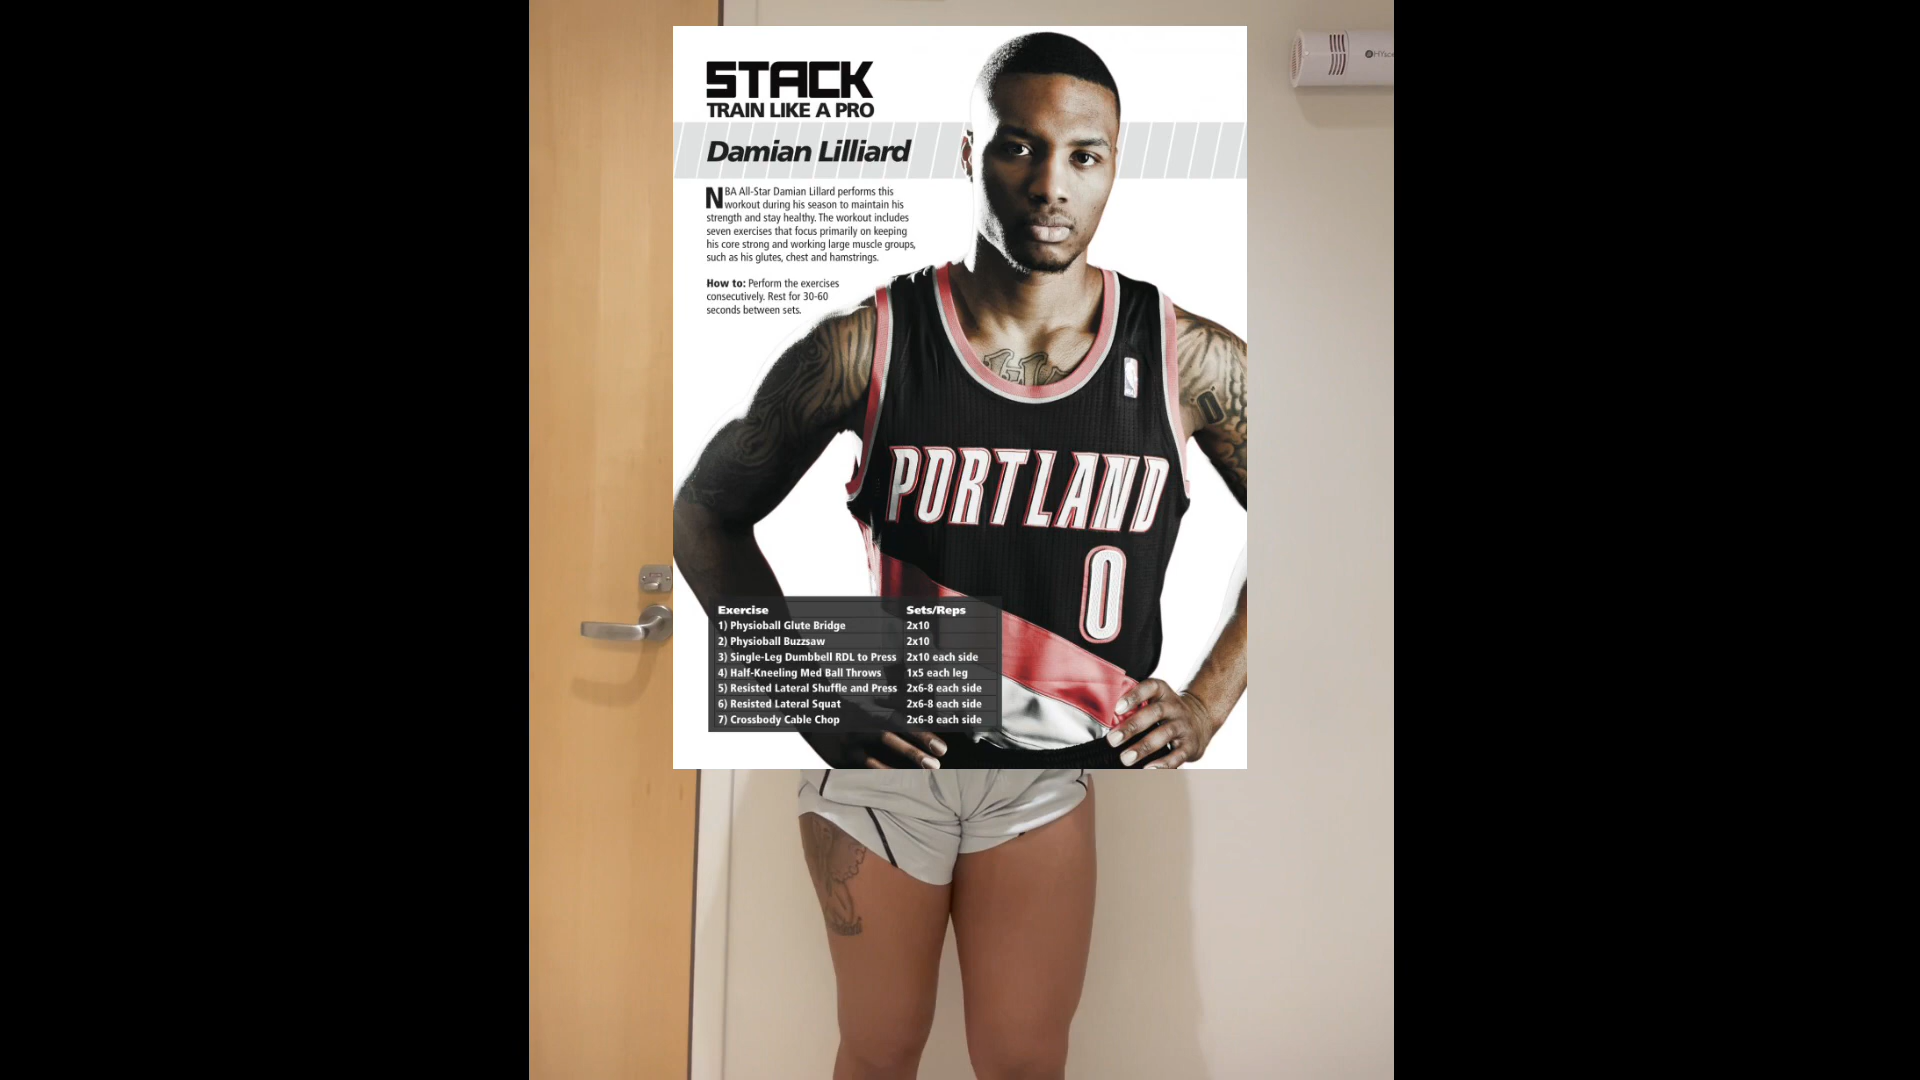 STACK
TRAIN LIKE A PRO
Damian Lilliard
NBA All-Star Damian Lillard performs this
workout during his season to maintain his
strength and stay healthy. The workout includes
seven exercises that focus primarily on keeping
his core strong and working large muscle groups,
such as his glutes, chest and hamstrings.
How to: Perform the exercises
consecutively. Rest for 30-60
seconds between sets.
PORTLAND
0
Exercise Sets/Reps
1) Physioball Glute Bridge 2x10
2) Physioball Buzzsaw 2x10
3) Single-Leg Dumbbell RDL to Press 2x10 each side
4) Half-Kneeling Med Ball Throws 1x5 each leg
5) Resisted Lateral Shuffle and Press 2x6-8 each side
6) Resisted Lateral Squat 2x6-8 each side
7) Crossbody Cable Chop 2x6-8 each side